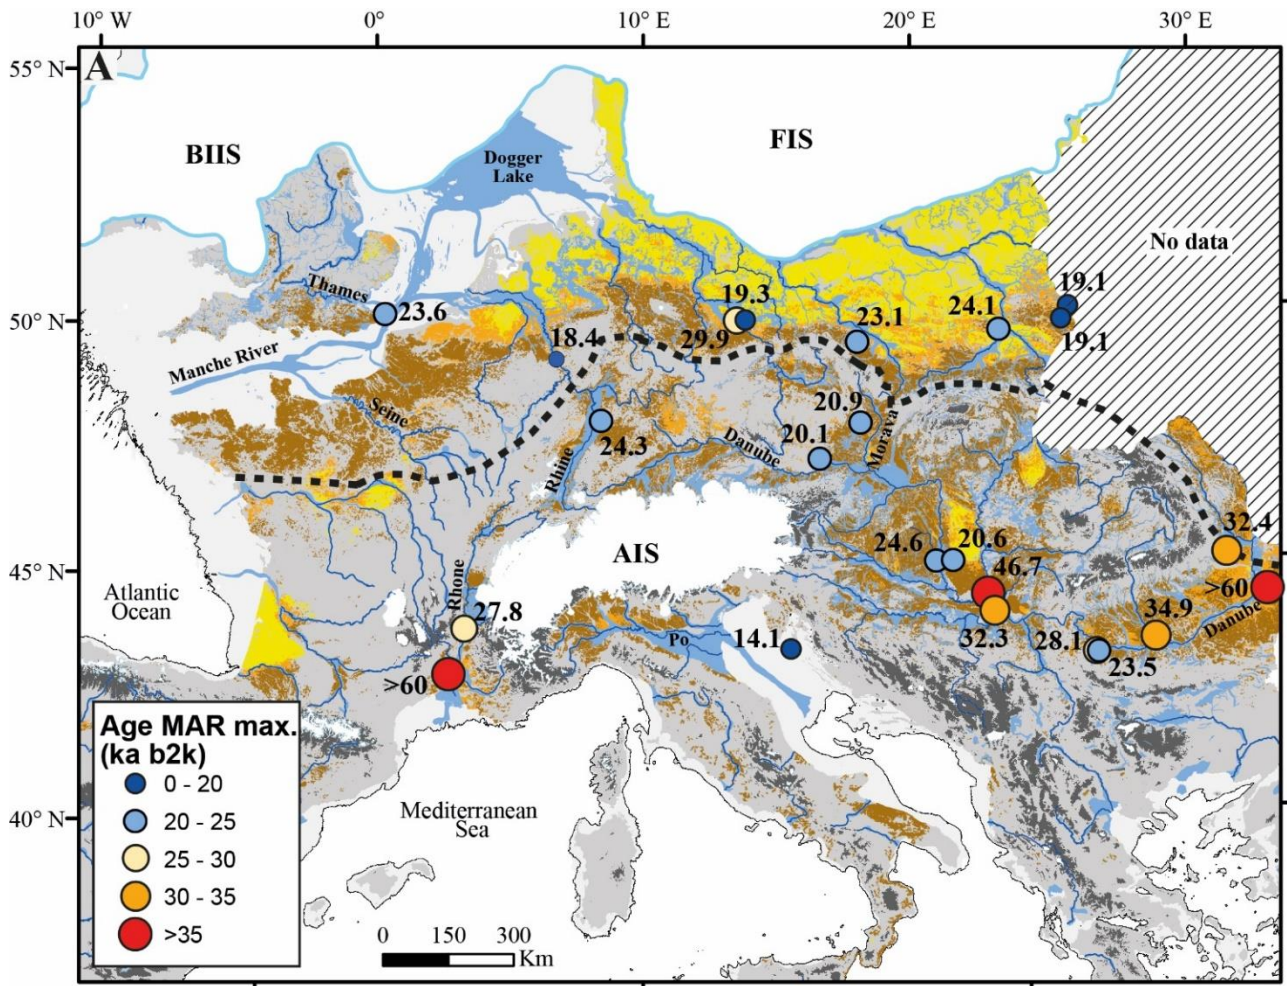 10° W
0°
10° E
20° E
30° E
55° N
A
BIIS
FIS
Dogger
Lake
No data
19.1
Thames
23.6
19.3
24.1
50° N
29.9
23.1
19.1
18.4
Manche River
Seine
20.9
Morava
24.3
20.1
Danube
Rhine
32.4
24.6
20.6
AIS
46.7
45° N
>60
Atlantic
Ocean
Rhone
27.8
34.9
Danube
Po
14.1
32.3
28.1
23.5
>60
Age MAR max.
(ka b2k)
0 - 20
20 - 25
25 - 30
30 - 35
>35
Mediterranean
Sea
40° N
0 150 300
Km